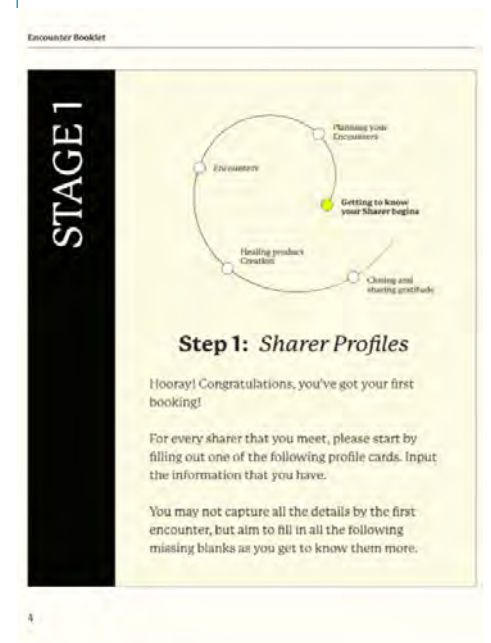 Encounter Booklet
STAGE 1
Planning your
Encounters
Encounters
Getting to know
your Sharer begins
Healing product
Creation
Closing and
sharing gratitude
Step 1: Sharer Profiles
Hooray! Congratulations, you've got your first
booking!
For every sharer that you meet, please start by
filling out one of the following profile cards. Input
the information that you have.
You may not capture all the details by the first
encounter, but aim to fill in all the following
missing blanks as you get to know them more.
4